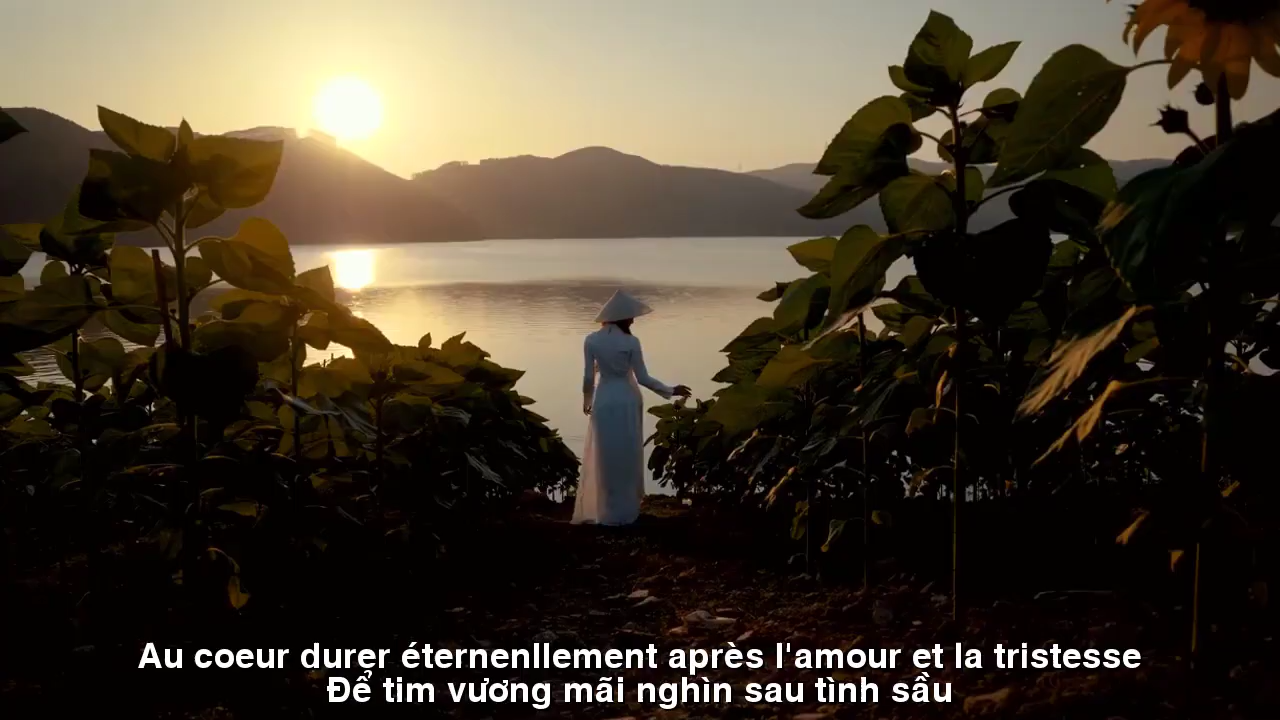 Au coeur durer éternenllement après l'amour et la tristesse
Để tim vương mãi nghìn sau tình sầu